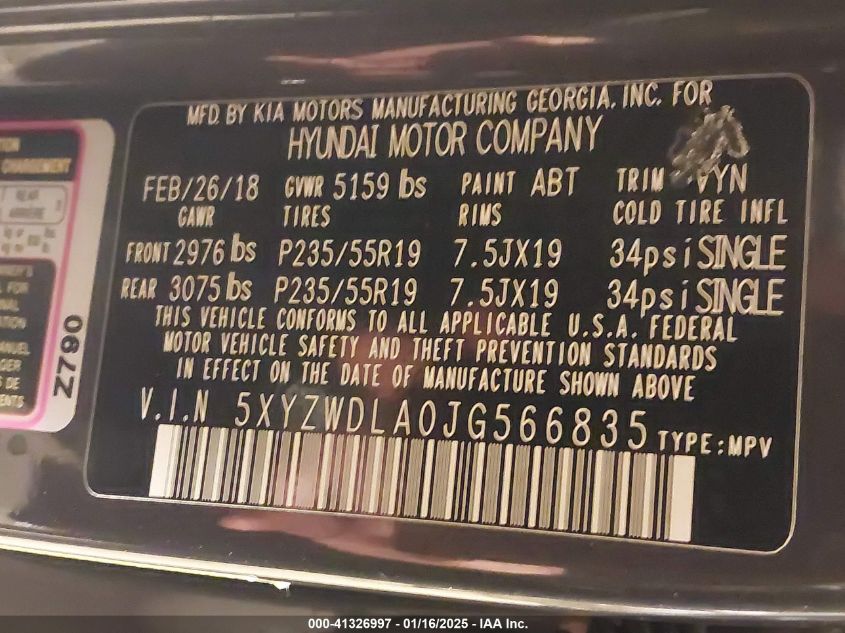 MFD. BY KIA MOTORS MANUFACTURING GEORGIA, INC. FOR
HYUNDAI MOTOR COMPANY
FEB/26/18 GVWR 5159 lbs PAINT ABT TRIM VYN
GAWR TIRES RIMS COLD TIRE INFL
FRONT 2976 lbs P235/55R19 7.5JX19 34psi SINGLE
REAR 3075 lbs P235/55R19 7.5JX19 34psi SINGLE
THIS VEHICLE CONFORMS TO ALL APPLICABLE U.S.A. FEDERAL
MOTOR VEHICLE SAFETY AND THEFT PREVENTION STANDARDS
IN EFFECT ON THE DATE OF MANUFACTURE SHOWN ABOVE
V.I.N 5XYZWDLA0JG566835 TYPE:MPV
CHARGEMENT
REAR
ARRIERE
Z790
000-41326997 - 01/16/2025 - IAA Inc.